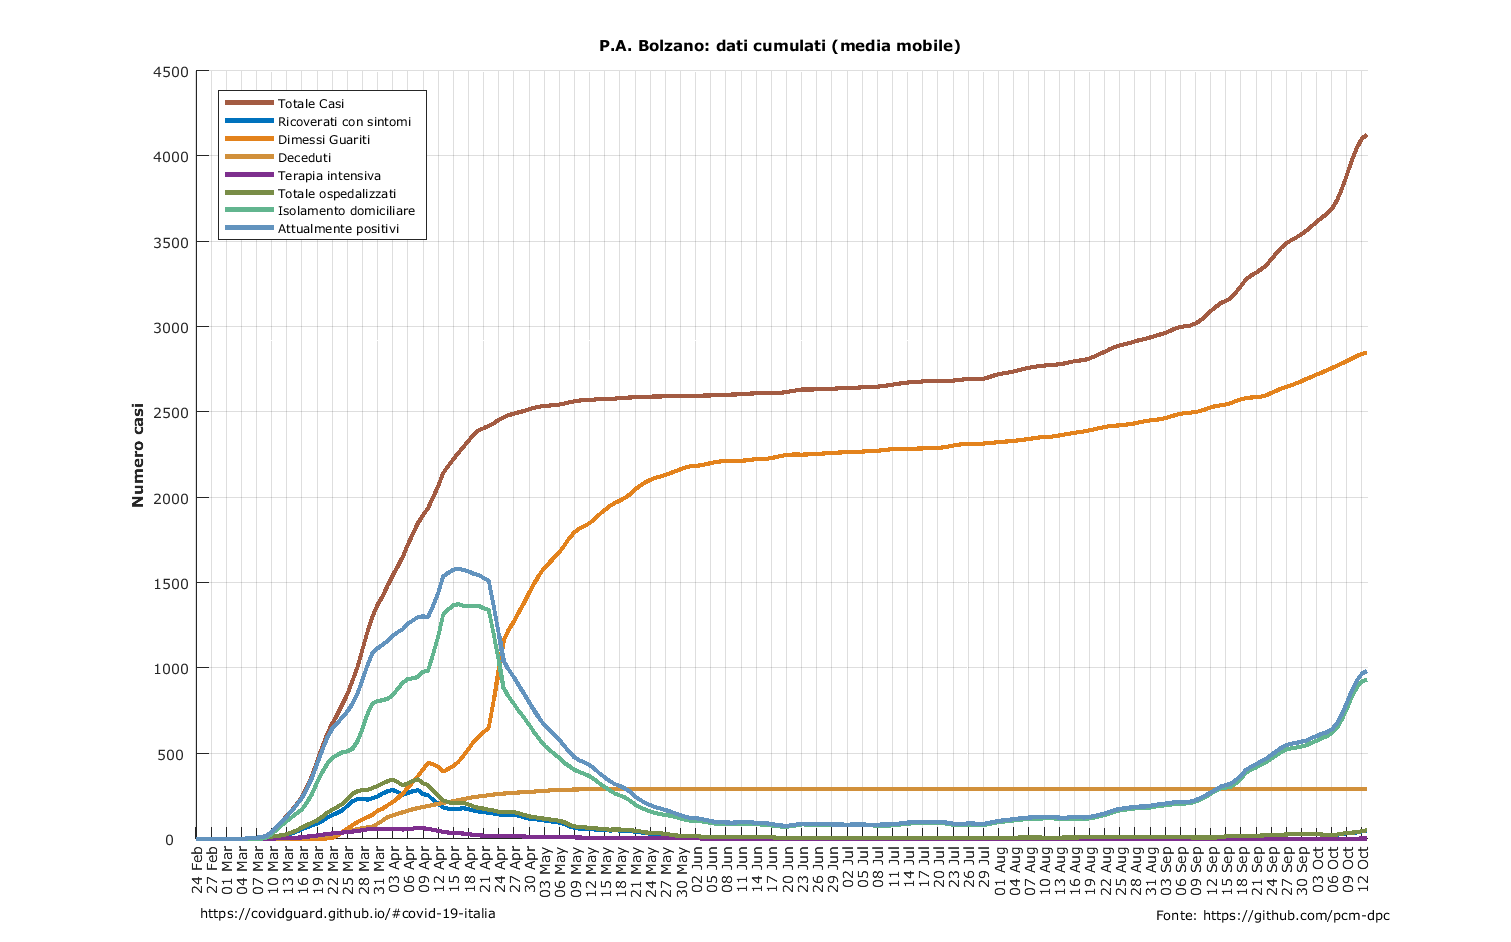 P.A. Bolzano: dati cumulati (media mobile)
4500
4000
3500
3000
2500
2000
1500
1000
500
0
Numero casi
Totale Casi
Ricoverati con sintomi
Dimessi Guariti
Deceduti
Terapia intensiva
Totale ospedalizzati
Isolamento domiciliare
Attualmente positivi
24 Feb
27 Feb
01 Mar
04 Mar
07 Mar
10 Mar
13 Mar
16 Mar
19 Mar
22 Mar
25 Mar
28 Mar
31 Mar
03 Apr
06 Apr
09 Apr
12 Apr
15 Apr
18 Apr
21 Apr
24 Apr
27 Apr
30 Apr
03 May
06 May
09 May
12 May
15 May
18 May
21 May
24 May
27 May
30 May
02 Jun
05 Jun
08 Jun
11 Jun
14 Jun
17 Jun
20 Jun
23 Jun
26 Jun
29 Jun
02 Jul
05 Jul
08 Jul
11 Jul
14 Jul
17 Jul
20 Jul
23 Jul
26 Jul
29 Jul
01 Aug
04 Aug
07 Aug
10 Aug
13 Aug
16 Aug
19 Aug
22 Aug
25 Aug
28 Aug
31 Aug
03 Sep
06 Sep
09 Sep
12 Sep
15 Sep
18 Sep
21 Sep
24 Sep
27 Sep
30 Sep
03 Oct
06 Oct
09 Oct
12 Oct
https://covidguard.github.io/#covid-19-italia
Fonte: https://github.com/pcm-dpc